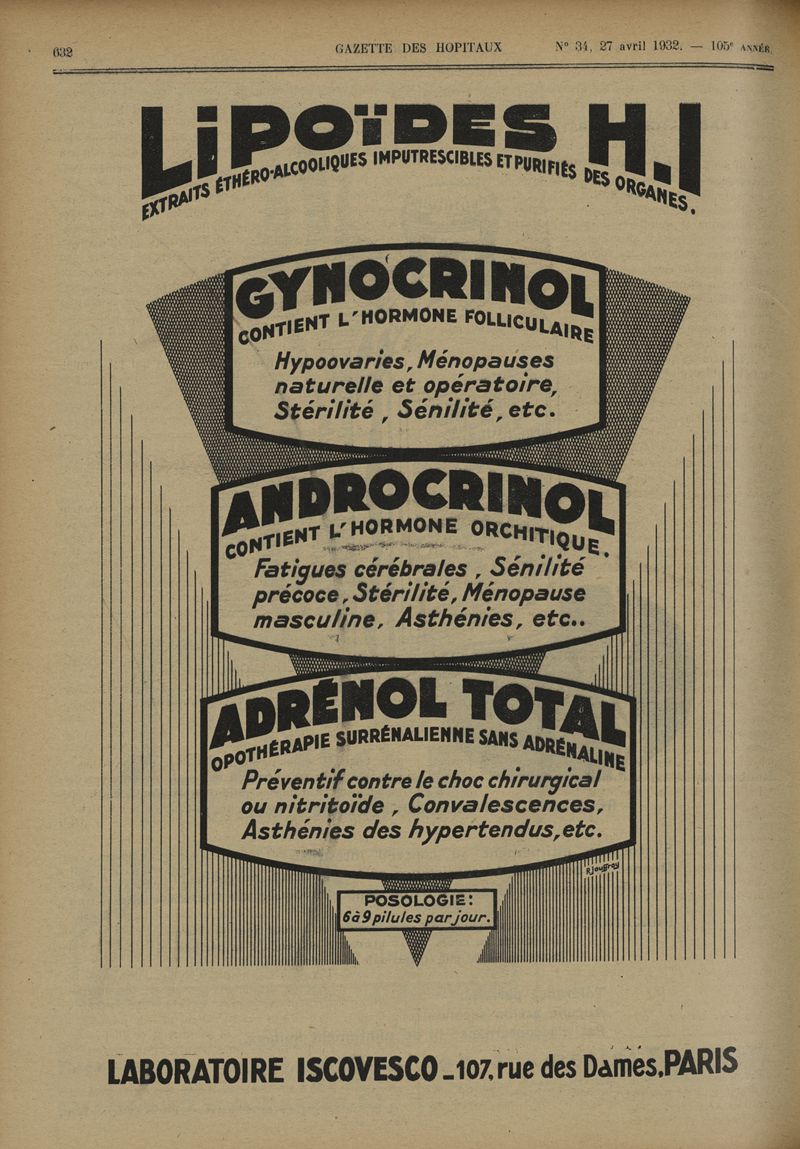 632 GAZETTE DES HOPITAUX N° 34, 27 avril 1932. — 105e ANNÉE.
LiPOÏDES H.I
EXTRAITS ÉTHÉRO-ALCOOLIQUES IMPUTRESCIBLES ET PURIFIÉS DES ORGANES.
GYNOCRINOL
CONTIENT L'HORMONE FOLLICULAIRE
Hypoovaries, Ménopauses
naturelle et opératoire,
Stérilité, Sénilité, etc.
ANDROCRINOL
CONTIENT L'HORMONE ORCHITIQUE.
Fatigues cérébrales, Sénilité
précoce, Stérilité, Ménopause
masculine, Asthénies, etc..
ADRÉNOL TOTAL
OPOTHÉRAPIE SURRÉNALIENNE SANS ADRÉNALINE
Préventif contre le choc chirurgical
ou nitritoïde, Convalescences,
Asthénies des hypertendus, etc.
R. Jouffroy
POSOLOGIE:
6 à 9 pilules par jour.
LABORATOIRE ISCOVESCO _ 107, rue des Dames, PARIS